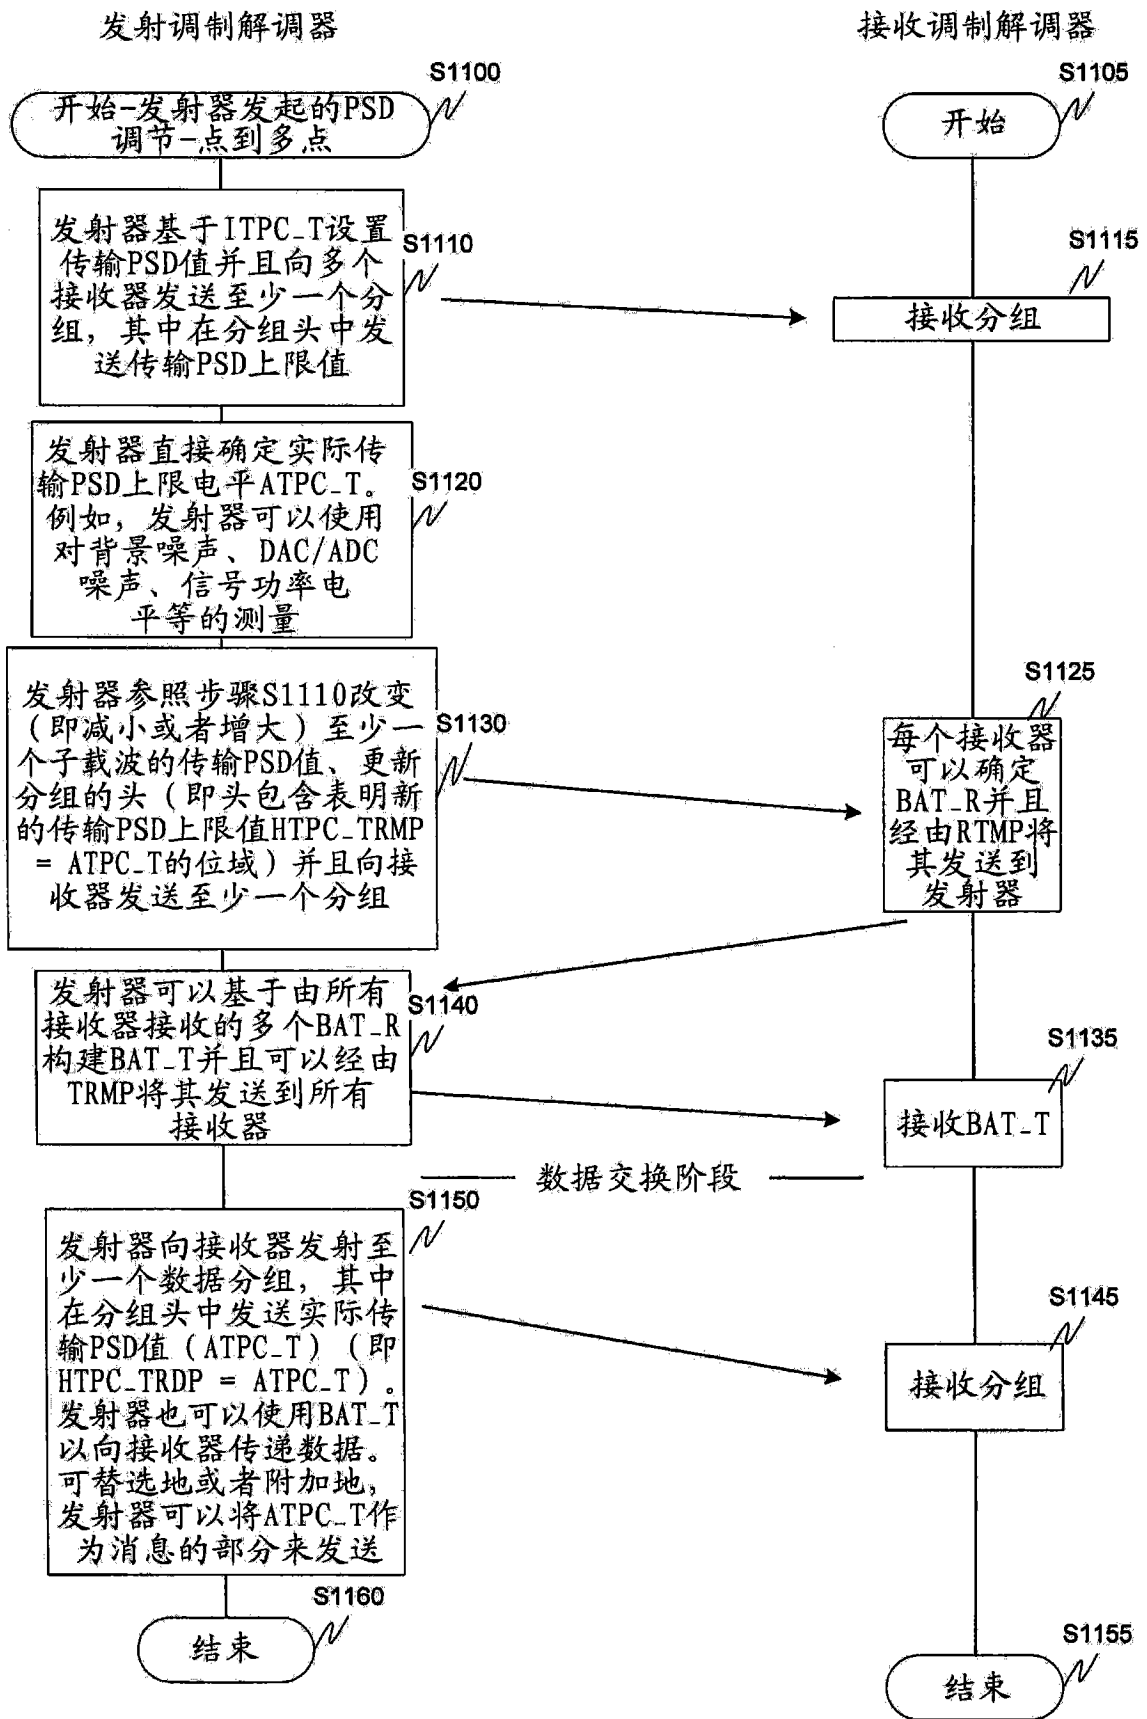 发射调制解调器
接收调制解调器
S1100
开始-发射器发起的PSD
调节-点到多点
S1105
开始
发射器基于ITPC_T设置
传输PSD值并且向多个
接收器发送至少一个分
组，其中在分组头中发
送传输PSD上限值
S1110
S1115
接收分组
发射器直接确定实际传
输PSD上限电平ATPC_T。
例如，发射器可以使用
对背景噪声、DAC/ADC
噪声、信号功率电
平等的测量
S1120
发射器参照步骤S1110改变
（即减小或者增大）至少一
个子载波的传输PSD值、更新
分组的头（即头包含表明新
的传输PSD上限值HTPC_TRMP
= ATPC_T的位域）并且向接
收器发送至少一个分组
S1130
S1125
每个接收器
可以确定
BAT_R并且
经由RTMP将
其发送到
发射器
发射器可以基于由所有
接收器接收的多个BAT_R
构建BAT_T并且可以经由
TRMP将其发送到所有
接收器
S1140
S1135
接收BAT_T
数据交换阶段
S1150
发射器向接收器发射至
少一个数据分组，其中
在分组头中发送实际传
输PSD值（ATPC_T）（即
HTPC_TRDP = ATPC_T）。
发射器也可以使用BAT_T
以向接收器传递数据。
可替选地或者附加地，
发射器可以将ATPC_T作
为消息的部分来发送
S1145
接收分组
S1160
结束
S1155
结束